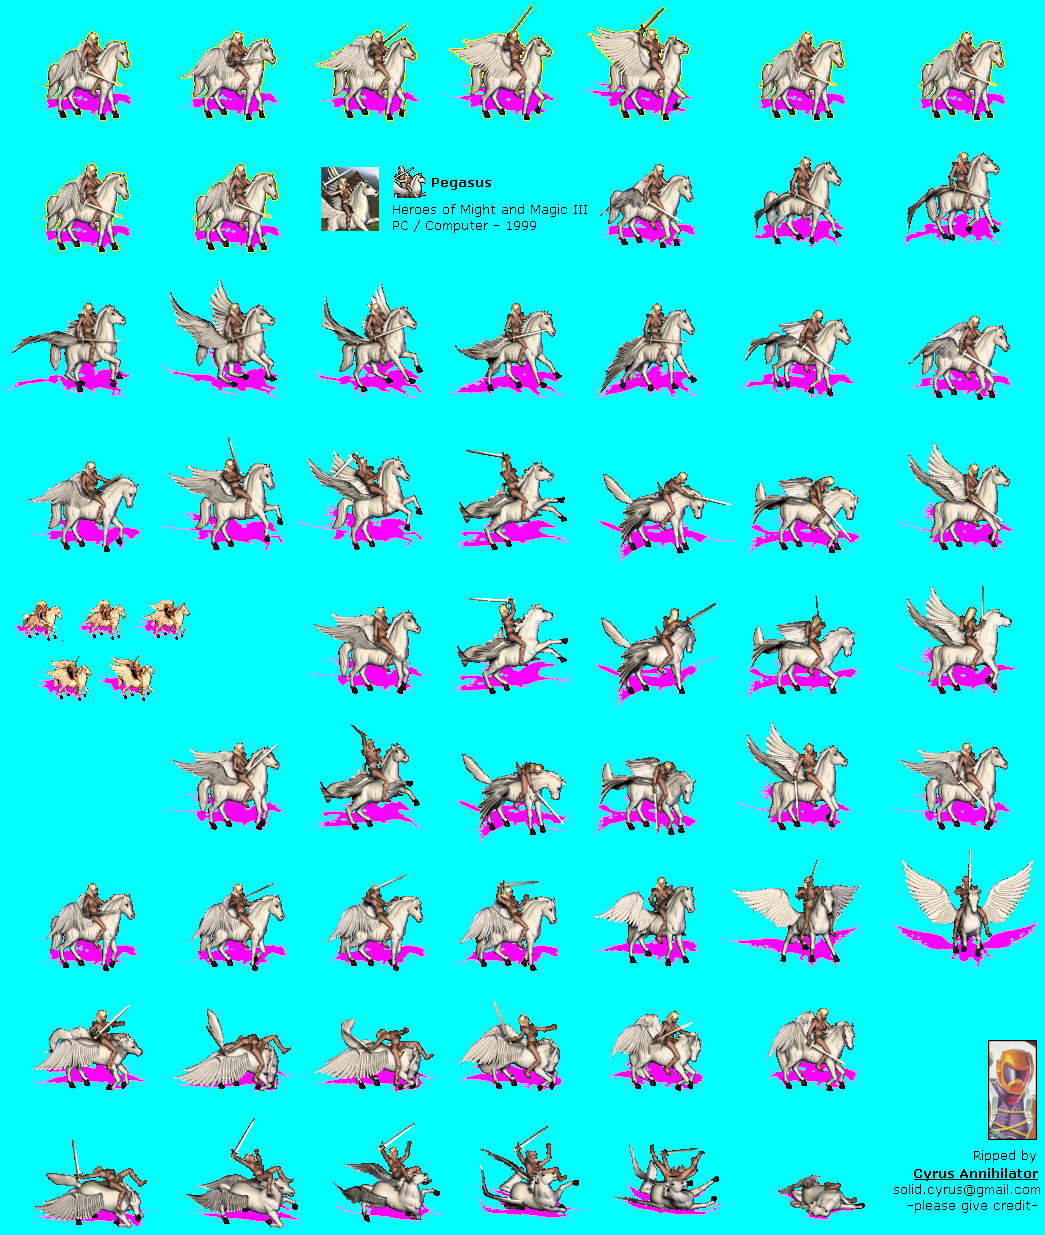 Pegasus
Heroes of Might and Magic III
PC / Computer - 1999
Ripped by
Cyrus Annihilator
solid.cyrus@gmail.com
-please give credit-